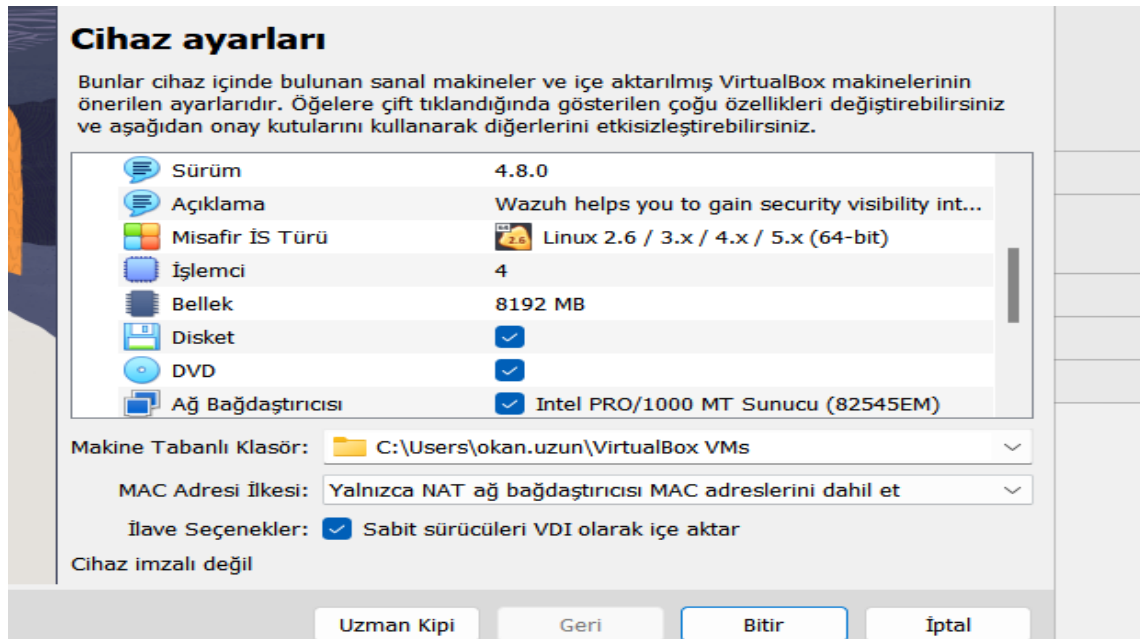 Cihaz ayarları
Bunlar cihaz içinde bulunan sanal makineler ve içe aktarılmış VirtualBox makinelerinin
önerilen ayarlarıdır. Öğelere çift tıklandığında gösterilen çoğu özellikleri değiştirebilirsiniz
ve aşağıdan onay kutularını kullanarak diğerlerini etkisizleştirebilirsiniz.
Sürüm 4.8.0
Açıklama Wazuh helps you to gain security visibility int...
Misafir İS Türü 64 2.6 Linux 2.6 / 3.x / 4.x / 5.x (64-bit)
İşlemci 4
Bellek 8192 MB
Disket
DVD
Ağ Bağdaştırıcısı Intel PRO/1000 MT Sunucu (82545EM)
Makine Tabanlı Klasör: C:\Users\okan.uzun\VirtualBox VMs
MAC Adresi İlkesi: Yalnızca NAT ağ bağdaştırıcısı MAC adreslerini dahil et
İlave Seçenekler: Sabit sürücüleri VDI olarak içe aktar
Cihaz imzalı değil
Uzman Kipi Geri Bitir İptal